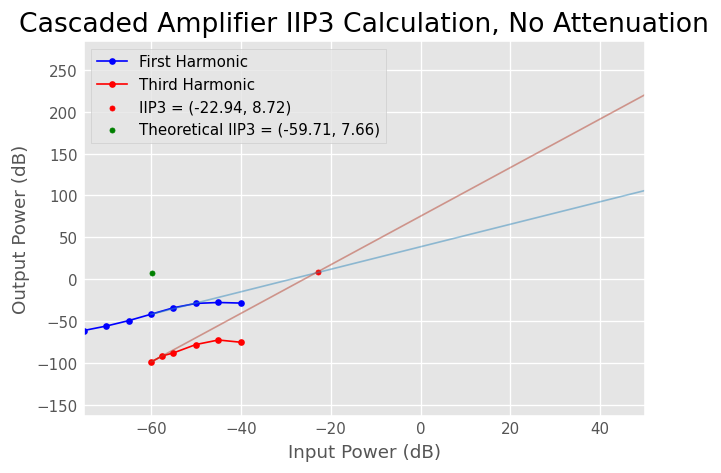 Cascaded Amplifier IIP3 Calculation, No Attenuation
First Harmonic
Third Harmonic
IIP3 = (-22.94, 8.72)
Theoretical IIP3 = (-59.71, 7.66)
Output Power (dB)
250
200
150
100
50
0
−50
−100
−150
−60 −40 −20 0 20 40
Input Power (dB)